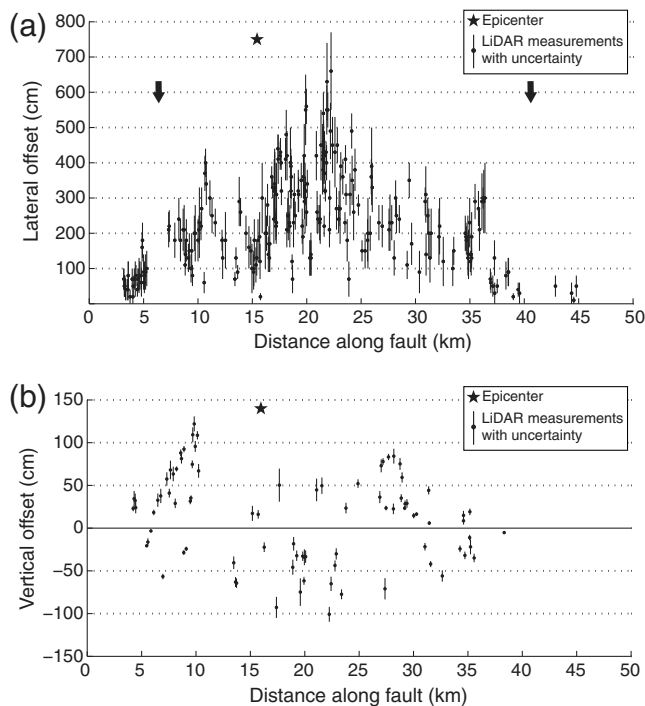 (a)
800
700
600
500
400
300
200
100
0 5 10 15 20 25 30 35 40 45 50
Lateral offset (cm)
Distance along fault (km)
Epicenter
LiDAR measurements
with uncertainty
(b)
150
100
50
0
−50
−100
−150
0 5 10 15 20 25 30 35 40 45 50
Vertical offset (cm)
Distance along fault (km)
Epicenter
LiDAR measurements
with uncertainty